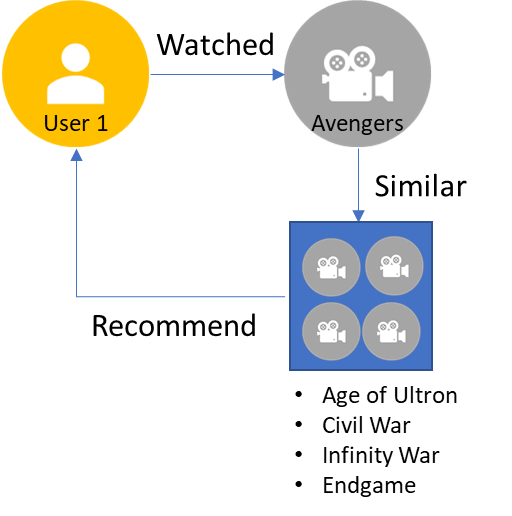 Watched
User 1
Avengers
Similar
Recommend
• Age of Ultron
• Civil War
• Infinity War
• Endgame